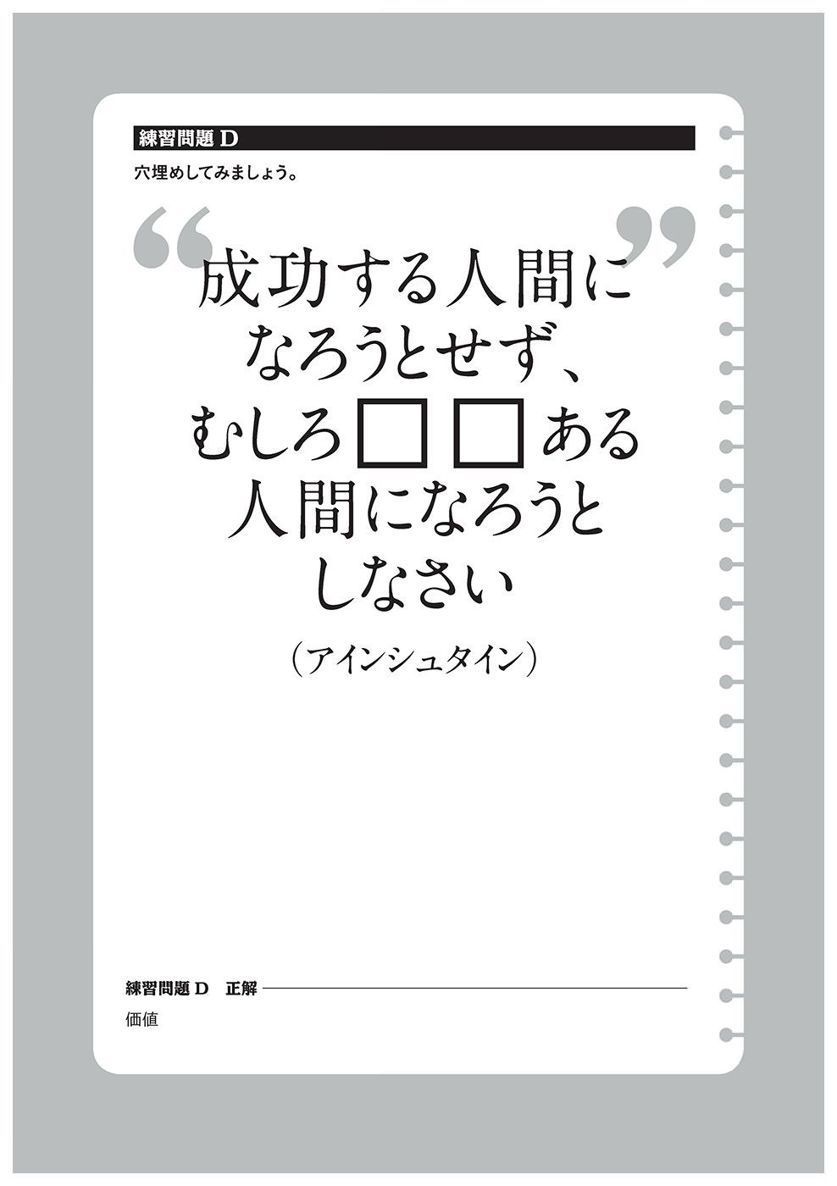 練習問題 D
穴埋めしてみましょう。
“成功する人間に”
なろうとせず、
むしろ□□ある
人間になろうと
しなさい
（アインシュタイン）
練習問題 D　正解
価値